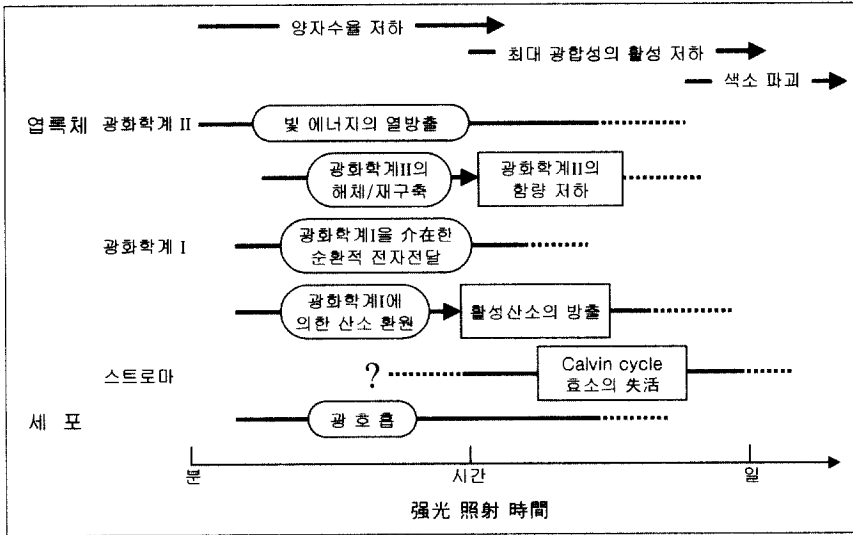 양자수율 저하
최대 광합성의 활성 저하
색소 파괴
엽록체 광화학계 II
빛 에너지의 열방출
광화학계II의
해체/재구축
광화학계II의
함량 저하
광화학계 I
광화학계I을 介在한
순환적 전자전달
광화학계I에
의한 산소 환원
활성산소의 방출
스트로마
?
Calvin cycle
효소의 失活
세 포
광 호 흡
분
시간
일
强光 照射 時間